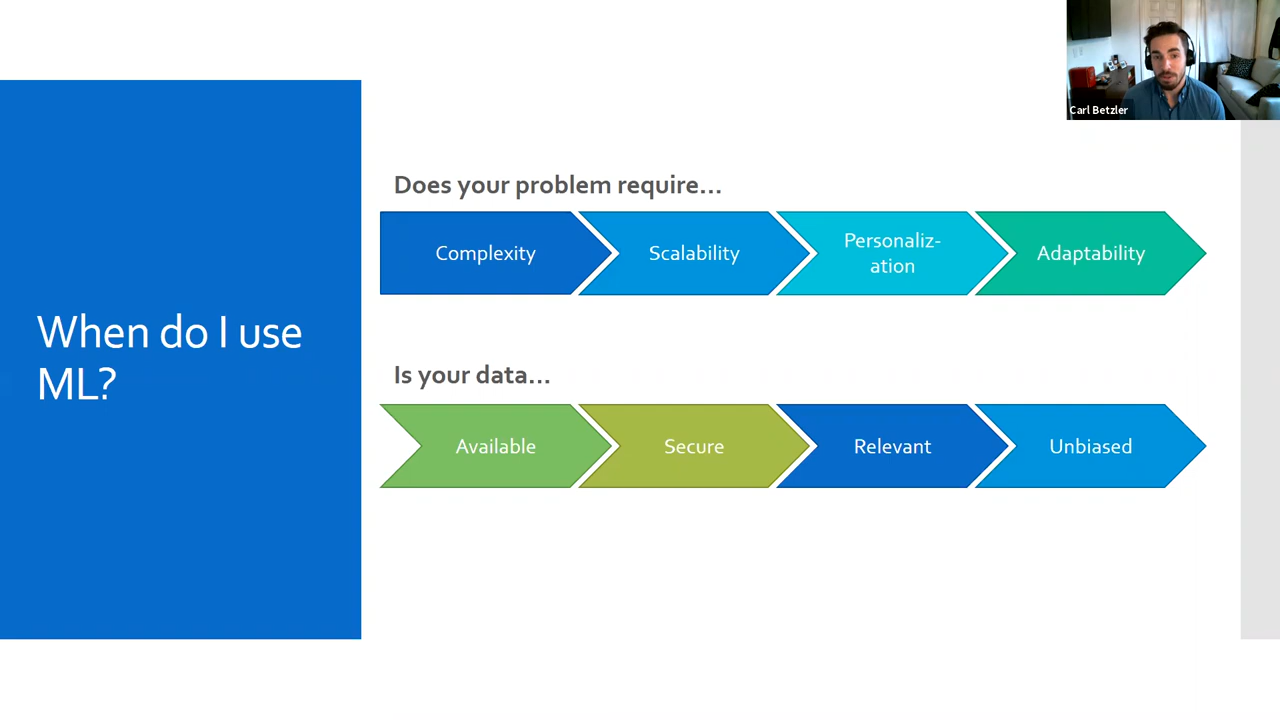 Carl Betzler
When do I use
ML?
Does your problem require...
Complexity
Scalability
Personaliz-
ation
Adaptability
Is your data...
Available
Secure
Relevant
Unbiased